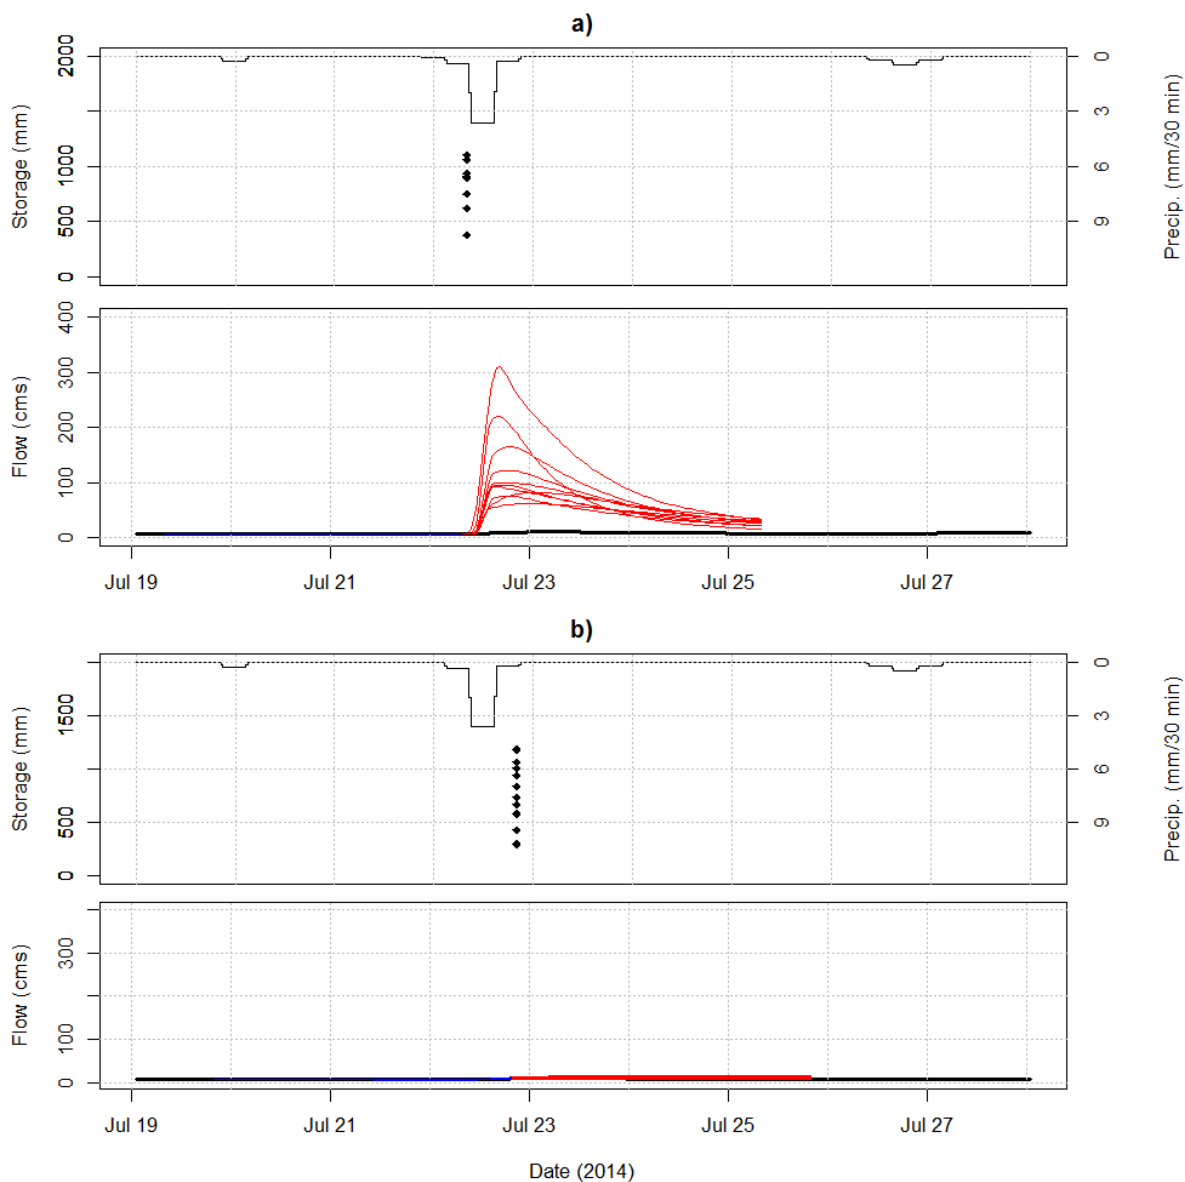 a)
Storage (mm)
0
500
1000
2000
Precip. (mm/30 min)
0
3
6
9
Flow (cms)
0
100
200
300
400
Jul 19
Jul 21
Jul 23
Jul 25
Jul 27
b)
Storage (mm)
0
500
1500
Precip. (mm/30 min)
0
3
6
9
Flow (cms)
0
100
300
Jul 19
Jul 21
Jul 23
Jul 25
Jul 27
Date (2014)